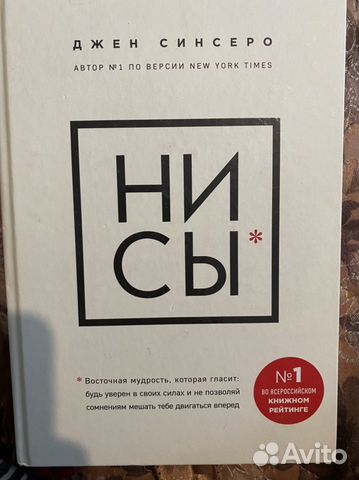 ДЖЕН СИНСЕРО
АВТОР №1 ПО ВЕРСИИ NEW YORK TIMES
НИ
СЫ*
* Восточная мудрость, которая гласит:
будь уверен в своих силах и не позволяй
сомнениям мешать тебе двигаться вперед
№1
ВО ВСЕРОССИЙСКОМ
КНИЖНОМ
РЕЙТИНГЕ
Avito